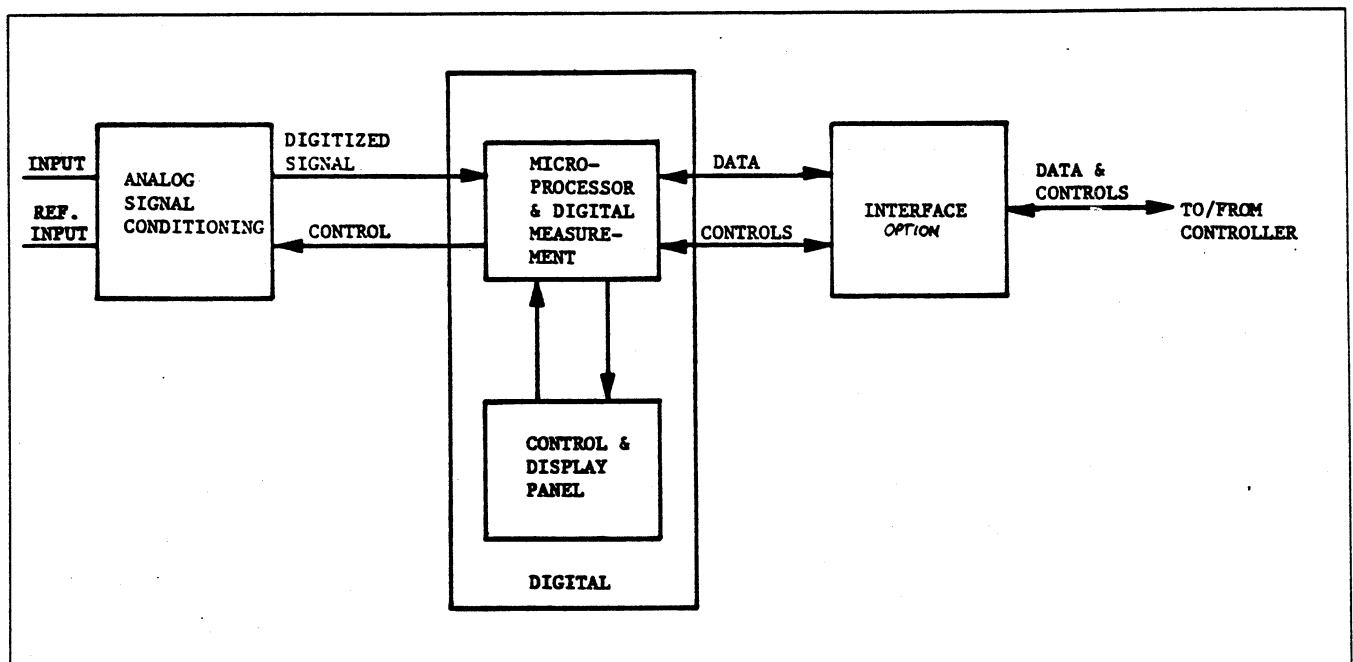 INPUT
REF.
INPUT
ANALOG
SIGNAL
CONDITIONING
DIGITIZED
SIGNAL
CONTROL
MICRO-
PROCESSOR
& DIGITAL
MEASURE-
MENT
CONTROL &
DISPLAY
PANEL
DIGITAL
DATA
CONTROLS
INTERFACE
OPTION
DATA &
CONTROLS
TO/FROM
CONTROLLER